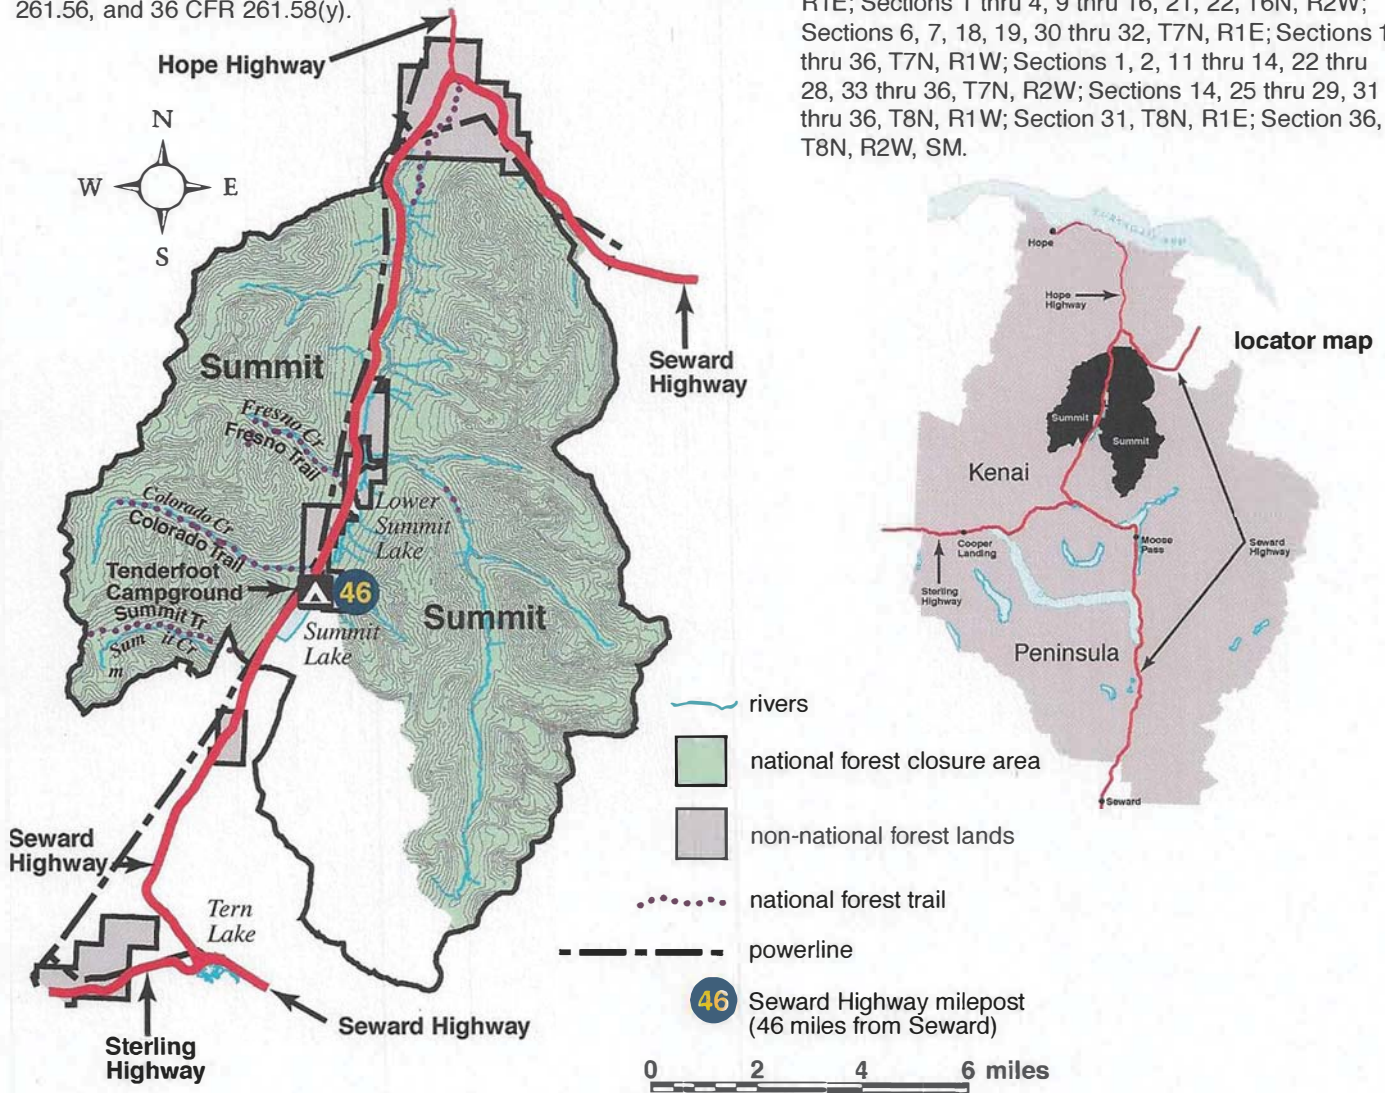 261.56, and 36 CFR 261.58(y).
R1E; Sections 1 thru 4, 9 thru 16, 21, 22, 16N, R2W;
Sections 6, 7, 18, 19, 30 thru 32, T7N, R1E; Sections 1
thru 36, T7N, R1W; Sections 1, 2, 11 thru 14, 22 thru
28, 33 thru 36, T7N, R2W; Sections 14, 25 thru 29, 31
thru 36, T8N, R1W; Section 31, T8N, R1E; Section 36,
T8N, R2W, SM.
Hope Highway
N
W
E
S
Seward
Highway
Summit
Fresno Cr
Fresno Trail
Colorado Cr
Colorado Trail
Lower
Summit
Lake
Tenderfoot
Campground
46
Summit Tr
Sum
m
it Cr
Summit
Lake
Summit
Seward
Highway
Tern
Lake
Seward Highway
Sterling
Highway
locator map
Hope
Hope
Highway
Summit
Summit
Kenai
Cooper
Landing
Moose
Pass
Seward
Highway
Sterling
Highway
Peninsula
Seward
rivers
national forest closure area
non-national forest lands
national forest trail
powerline
46
Seward Highway milepost
(46 miles from Seward)
0 2 4 6 miles